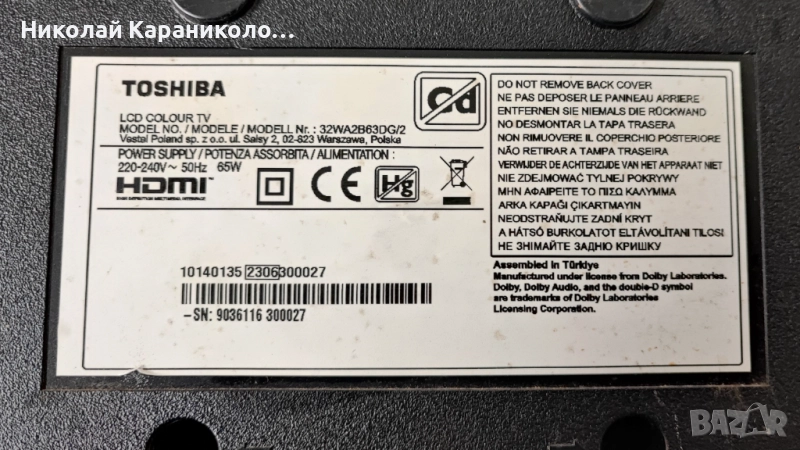 Николай Караниколо...
TOSHIBA
LCD COLOUR TV
MODEL NO. / MODELE / MODELL Nr. : 32WA2B63DG/2
Vestel Poland sp. z o.o. ul. Salsy 2, 02-823 Warszawa, Polska
POWER SUPPLY / POTENZA ASSORBITA / ALIMENTATION :
220-240V ~ 50Hz 65W
HDMI
CE
Hg
Cd
DO NOT REMOVE BACK COVER
NE PAS DEPOSER LE PANNEAU ARRIERE
ENTFERNEN SIE NIEMALS DIE RÜCKWAND
NO DESMONTAR LA TAPA TRASERA
NON RIMUOVERE IL COPERCHIO POSTERIORE
NÃO RETIRAR A TAMPA TRASEIRA
VERWIJDER DE ACHTERZIJDE VAN HET APPARAAT NIET
NIE ZDEJMOWAĆ TYLNEJ POKRYWY
ΜΗΝ ΑΦΑΙΡΕΙΤΕ ΤΟ ΠΙΣΩ ΚΑΛΥΜΜΑ
ARKA KAPAĞI ÇIKARTMAYIN
NEODSTRAŇUJTE ZADNÍ KRYT
A HÁTSÓ BURKOLATOT ELTÁVOLÍTANI TILOS!
НЕ ЗНІМАЙТЕ ЗАДНЮ КРИШКУ
Assembled in Türkiye
Manufactured under license from Dolby Laboratories.
Dolby, Dolby Audio, and the double-D symbol
are trademarks of Dolby Laboratories
Licensing Corporation.
10140135 2306300027
-SN: 9036116 300027
BAZAR